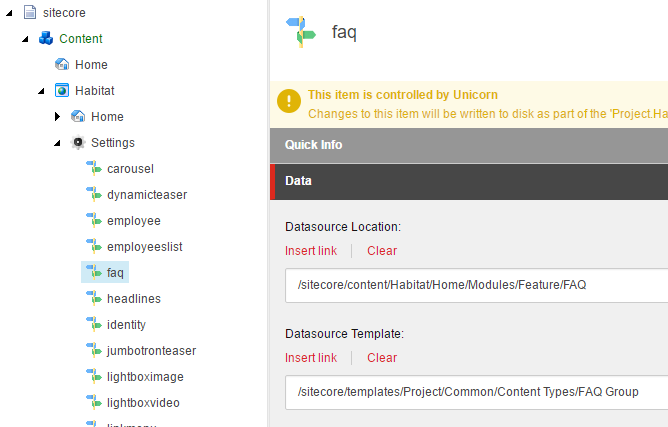 sitecore
Content
Home
Habitat
Home
Settings
carousel
dynamicteaser
employee
employeeslist
faq
headlines
identity
jumbotronteaser
lightboximage
lightboxvideo
linkmenu
faq
This item is controlled by Unicorn
Changes to this item will be written to disk as part of the 'Project.Ha
Quick Info
Data
Datasource Location:
Insert link Clear
/sitecore/content/Habitat/Home/Modules/Feature/FAQ
Datasource Template:
Insert link Clear
/sitecore/templates/Project/Common/Content Types/FAQ Group